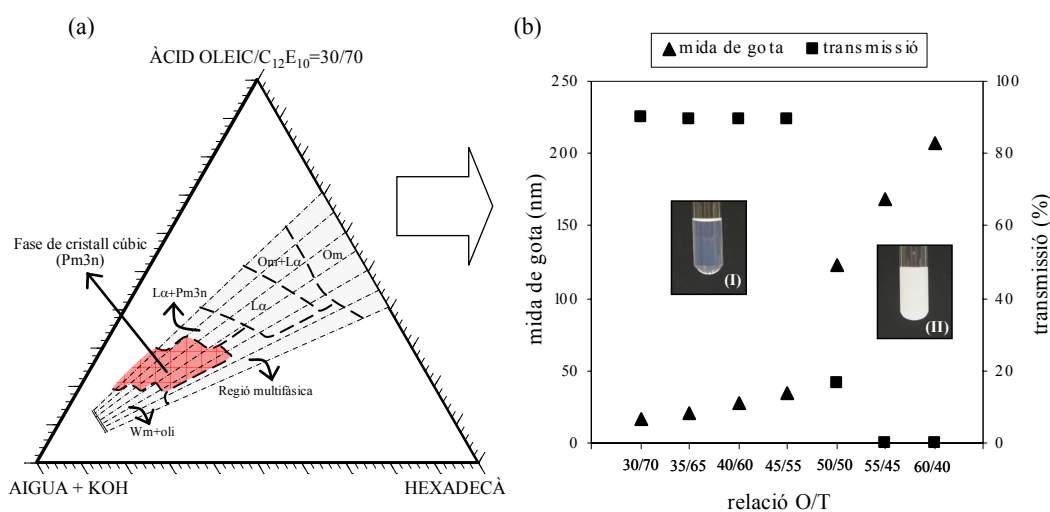 (a)
ÀCID OLEIC/C₁₂E₁₀=30/70
Fase de cristall cúbic
(Pm3n)
Om+Lα
Om
Lα+Pm3n
Lα
Regió multifàsica
Wm+oli
AIGUA + KOH
HEXADECÀ
(b)
mida de gota
transmissió
250
200
150
100
50
0
mida de gota (nm)
100
80
60
40
20
0
transmissió (%)
(I)
(II)
30/70 35/65 40/60 45/55 50/50 55/45 60/40
relació O/T